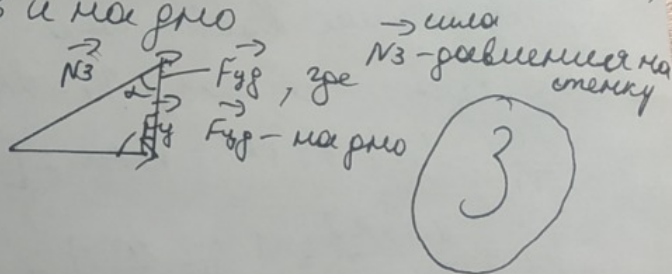 и на дно
N3
Fуд, где
сила
N3 - давления на
стенку
α
y
Fуд - на дно
3